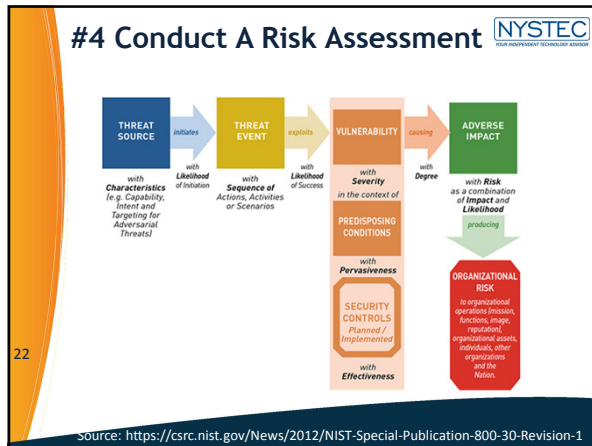 #4 Conduct A Risk Assessment
NYSTEC
YOUR INDEPENDENT TECHNOLOGY ADVISOR
THREAT
SOURCE
initiates
THREAT
EVENT
exploits
VULNERABILITY
causing
ADVERSE
IMPACT
with
Characteristics
(e.g. Capability,
Intent and
Targeting for
Adversarial
Threats)
with
Likelihood
of Initiation
with
Sequence of
Actions, Activities
or Scenarios
with
Likelihood
of Success
with
Severity
in the context of
PREDISPOSING
CONDITIONS
with
Pervasiveness
SECURITY
CONTROLS
Planned /
Implemented
with
Effectiveness
with
Degree
with Risk
as a combination
of Impact and
Likelihood
producing
ORGANIZATIONAL
RISK
to organizational
operations (mission,
functions, image,
reputation),
organizational assets,
individuals, other
organizations
and the
Nation.
22
Source: https://csrc.nist.gov/News/2012/NIST-Special-Publication-800-30-Revision-1